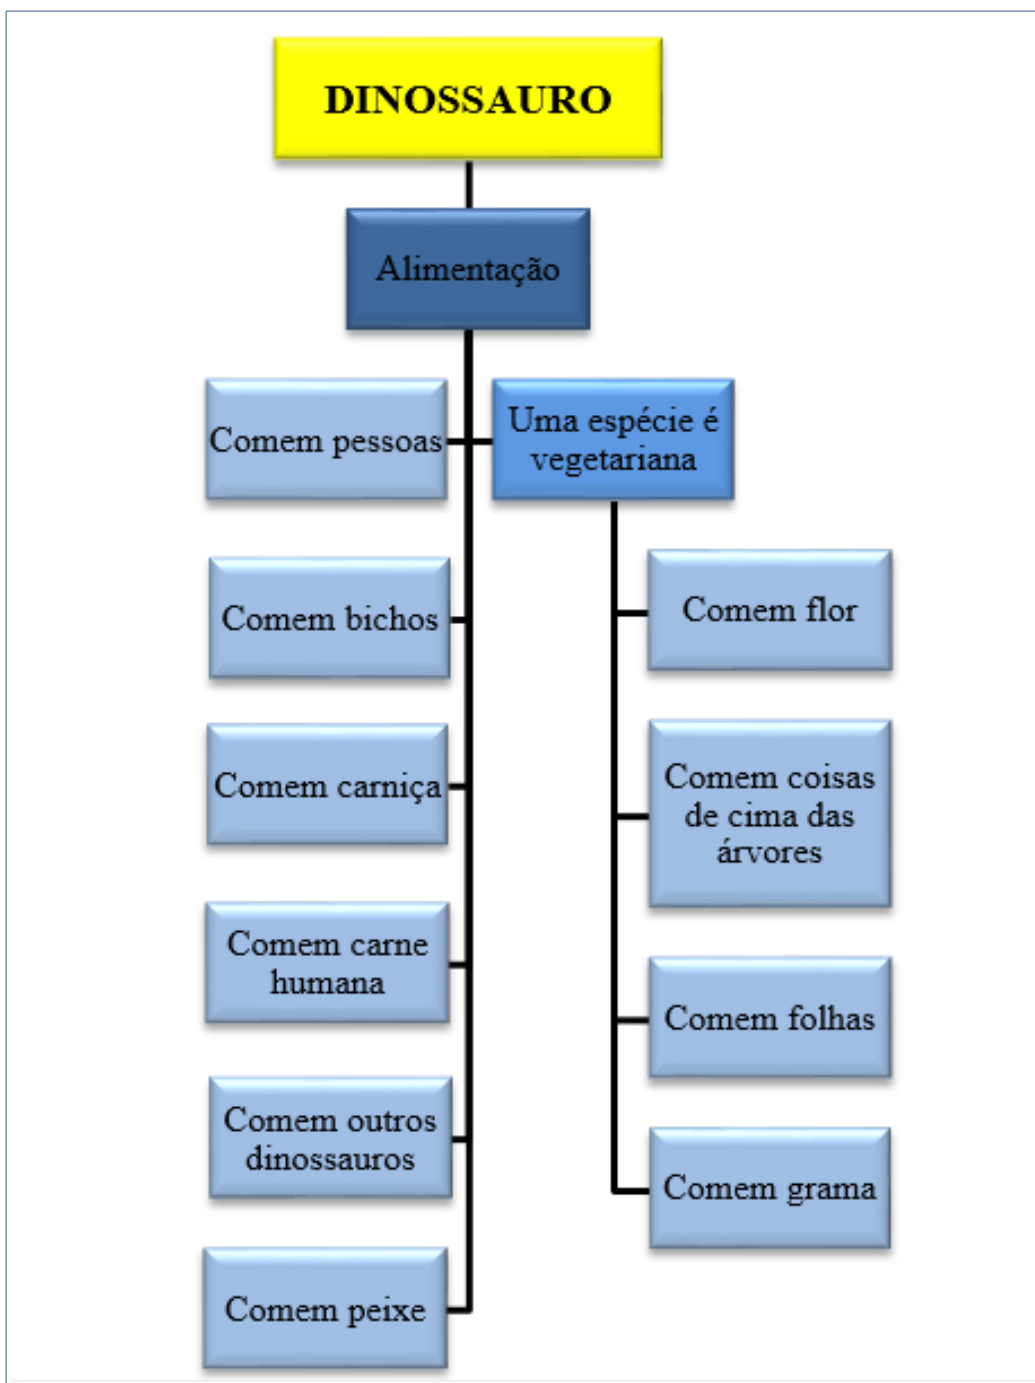 DINOSSAURO
Alimentação
Comem pessoas
Uma espécie é
vegetariana
Comem bichos
Comem flor
Comem carniça
Comem coisas
de cima das
árvores
Comem carne
humana
Comem folhas
Comem outros
dinossauros
Comem grama
Comem peixe